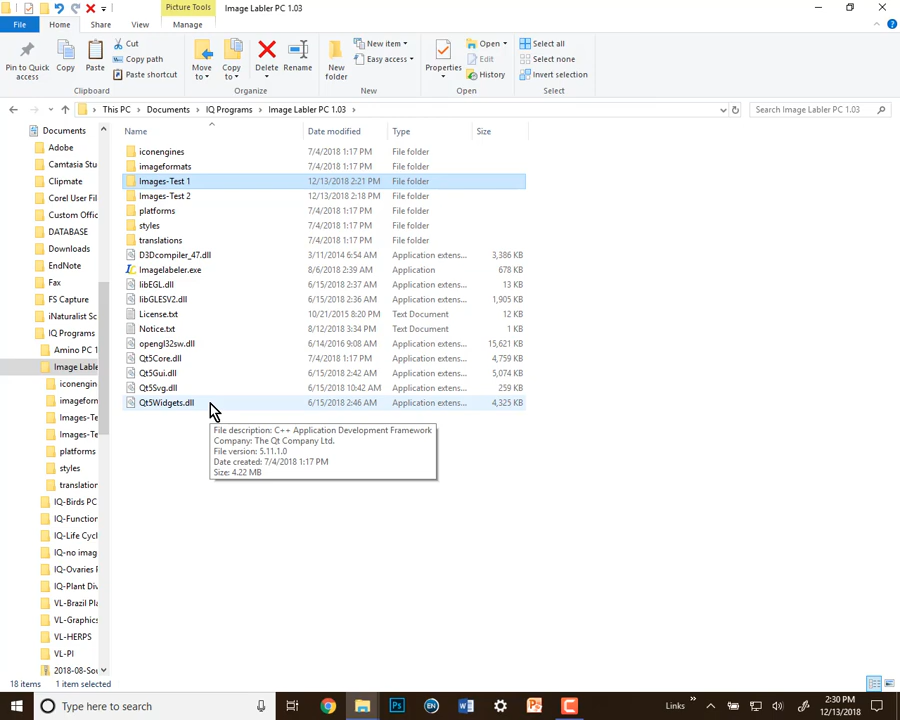 Picture Tools Image Labler PC 1.03
File Home Share View Manage
Pin to Quick access Copy Paste Cut Copy path Paste shortcut Move to Copy to Delete Rename New folder New item Easy access Properties Open Edit History Select all Select none Invert selection
Clipboard Organize New Open Select
This PC Documents IQ Programs Image Labler PC 1.03 Search Image Labler PC 1.03
Documents
Adobe
Camtasia Stu
Clipmate
Corel User Fil
Custom Offic
DATABASE
Downloads
EndNote
Fax
FS Capture
iNaturalist Sc
IQ Programs
Amino PC 1
Image Lable
iconengin
imageform
Images-Te
Images-Te
platforms
styles
translation
IQ-Birds PC
IQ-Function
IQ-Life Cycl
IQ-no imag
IQ-Ovaries P
IQ-Plant Div
VL-Brazil Pla
VL-Graphics
VL-HERPS
VL-PI
2018-08-Sou
Name Date modified Type Size
iconengines 7/4/2018 1:17 PM File folder
imageformats 7/4/2018 1:17 PM File folder
Images-Test 1 12/13/2018 2:21 PM File folder
Images-Test 2 12/13/2018 2:18 PM File folder
platforms 7/4/2018 1:17 PM File folder
styles 7/4/2018 1:17 PM File folder
translations 7/4/2018 1:17 PM File folder
D3Dcompiler_47.dll 3/11/2014 6:54 AM Application extens... 3,386 KB
Imagelabeler.exe 8/6/2018 2:39 AM Application 678 KB
libEGL.dll 6/15/2018 2:37 AM Application extens... 13 KB
libGLESV2.dll 6/15/2018 2:36 AM Application extens... 1,905 KB
License.txt 10/21/2015 8:20 PM Text Document 12 KB
Notice.txt 8/12/2018 3:34 PM Text Document 1 KB
opengl32sw.dll 6/14/2016 9:08 AM Application extens... 15,621 KB
Qt5Core.dll 7/4/2018 1:17 PM Application extens... 4,759 KB
Qt5Gui.dll 6/15/2018 2:42 AM Application extens... 5,074 KB
Qt5Svg.dll 6/15/2018 10:42 AM Application extens... 259 KB
Qt5Widgets.dll 6/15/2018 2:46 AM Application extens... 4,325 KB
File description: C++ Application Development Framework
Company: The Qt Company Ltd.
File version: 5.11.1.0
Date created: 7/4/2018 1:17 PM
Size: 4.22 MB
18 items 1 item selected
Type here to search Links 2:30 PM
12/13/2018